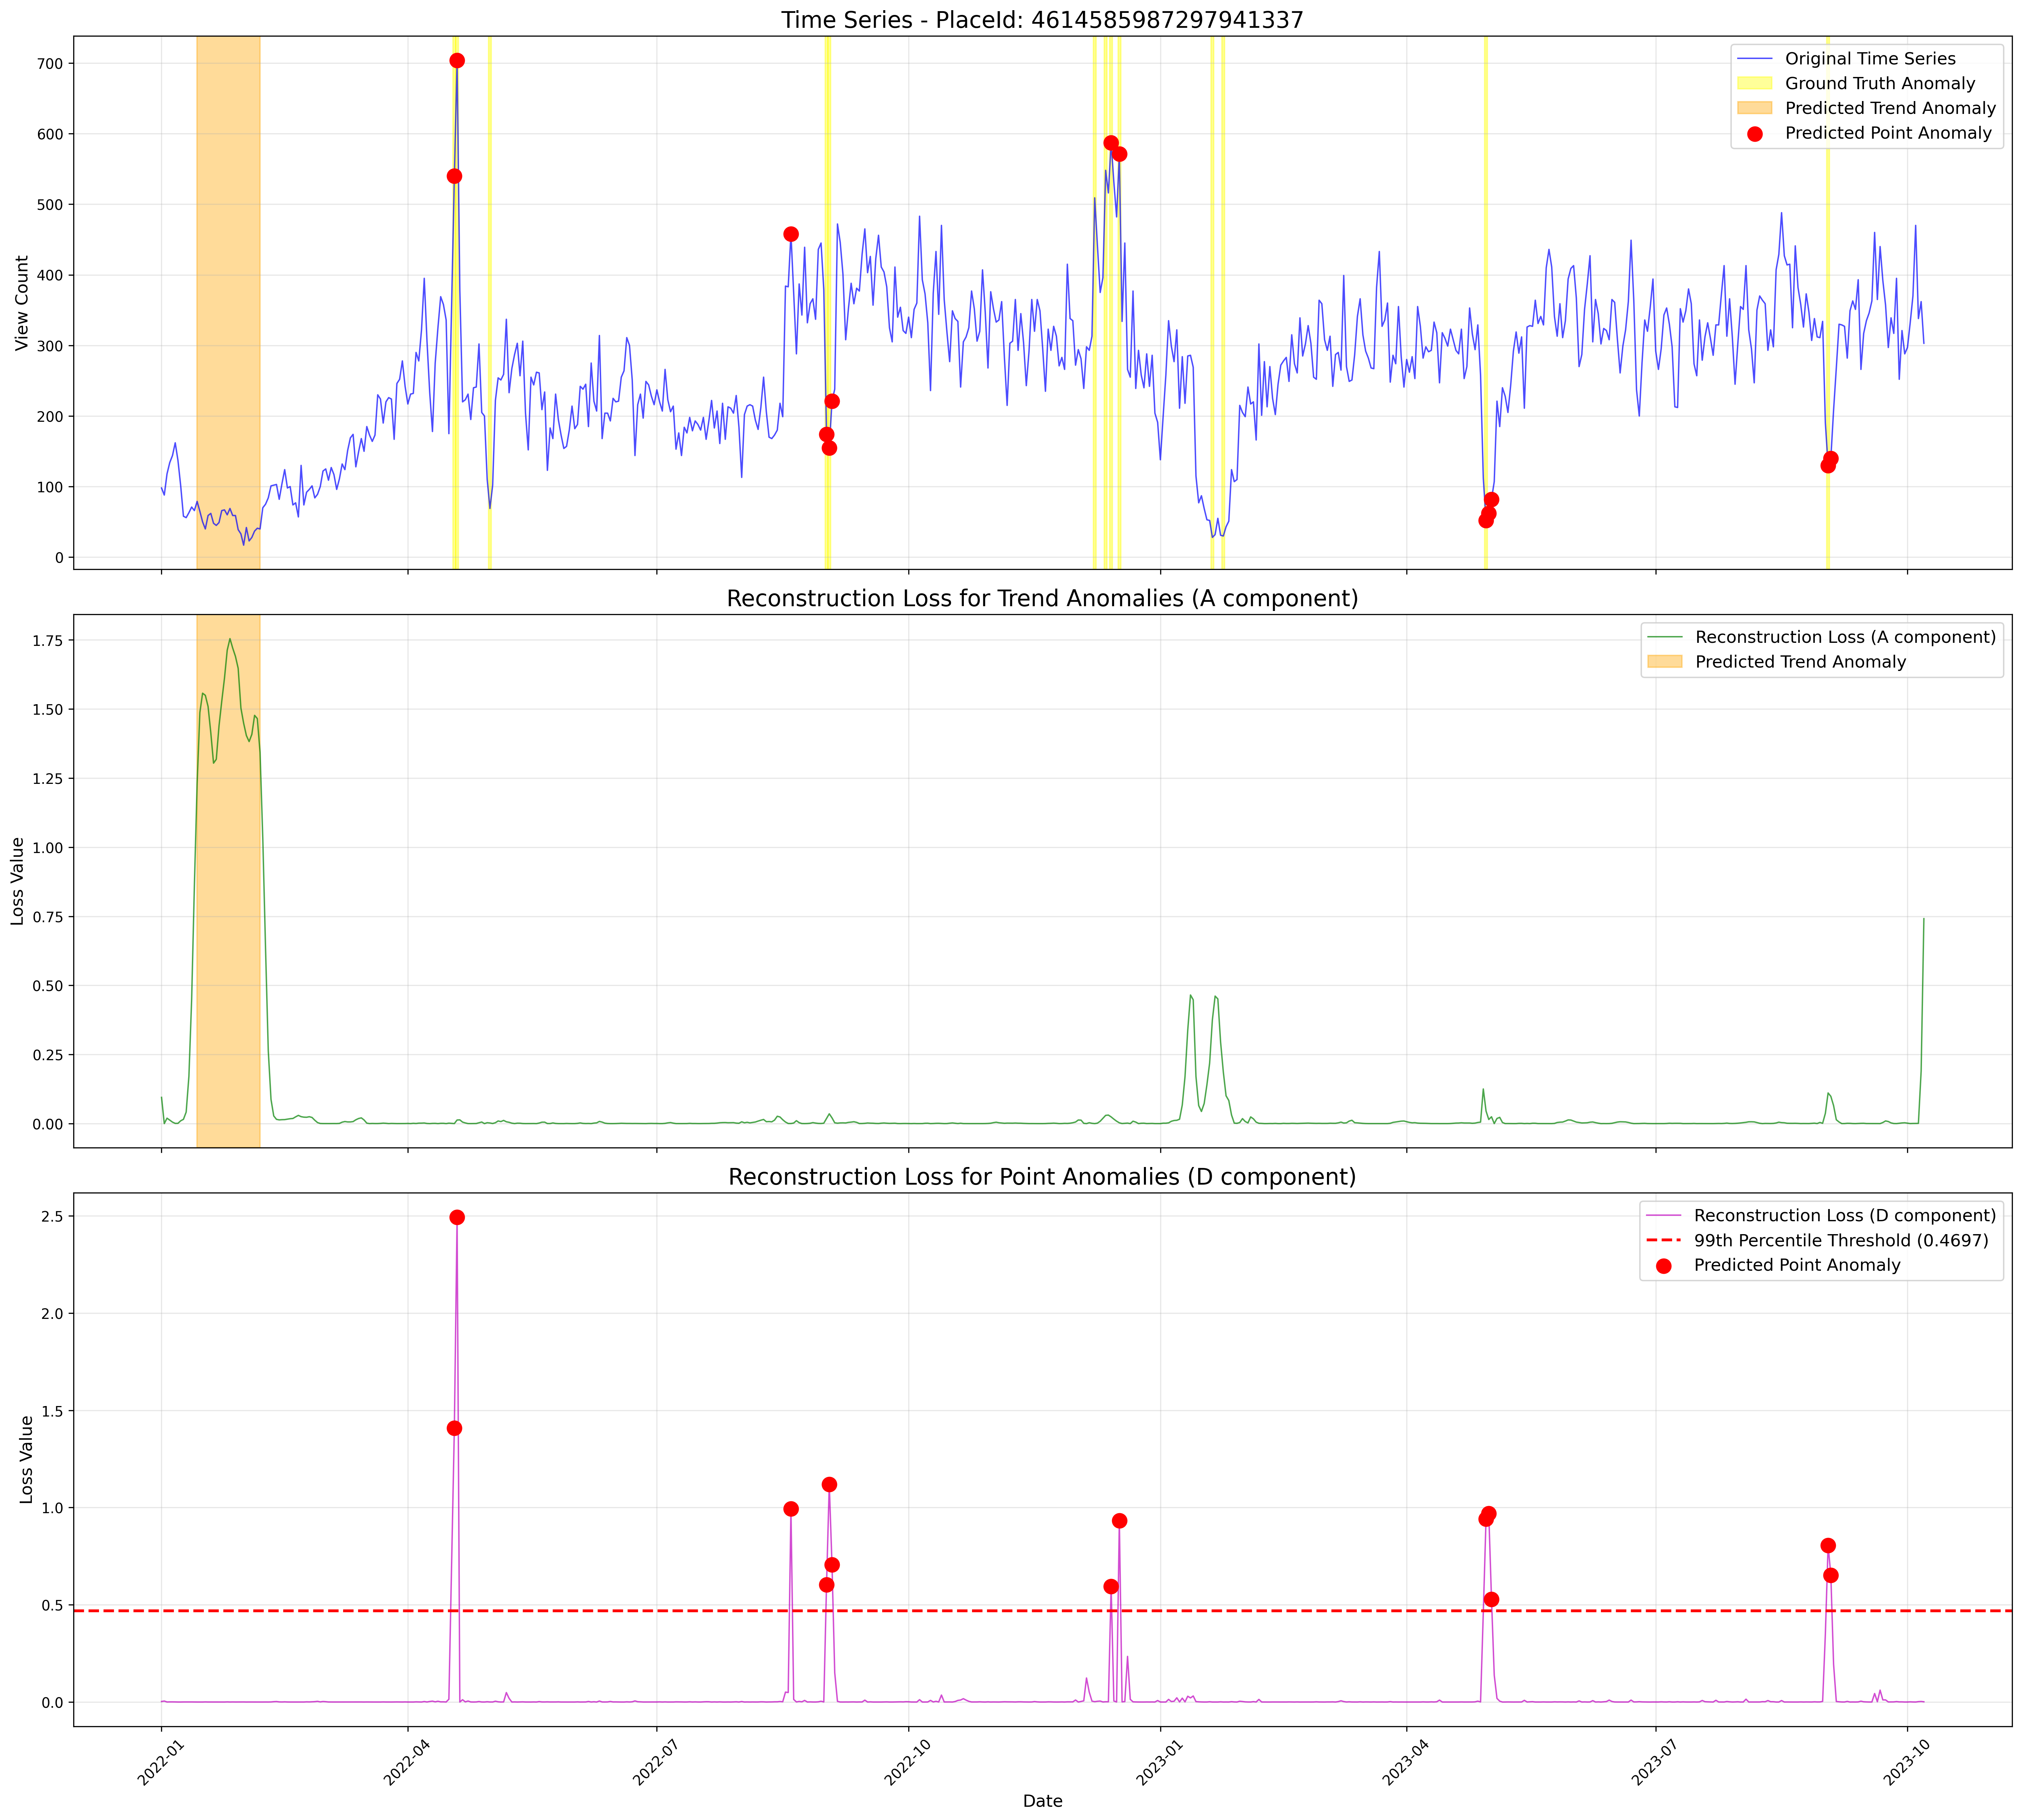 Time Series - PlaceId: 4614585987297941337
View Count
700
600
500
400
300
200
100
0
Original Time Series
Ground Truth Anomaly
Predicted Trend Anomaly
Predicted Point Anomaly
Reconstruction Loss for Trend Anomalies (A component)
Loss Value
1.75
1.50
1.25
1.00
0.75
0.50
0.25
0.00
Reconstruction Loss (A component)
Predicted Trend Anomaly
Reconstruction Loss for Point Anomalies (D component)
Loss Value
2.5
2.0
1.5
1.0
0.5
0.0
Reconstruction Loss (D component)
99th Percentile Threshold (0.4697)
Predicted Point Anomaly
2022-01
2022-04
2022-07
2022-10
2023-01
2023-04
2023-07
2023-10
Date